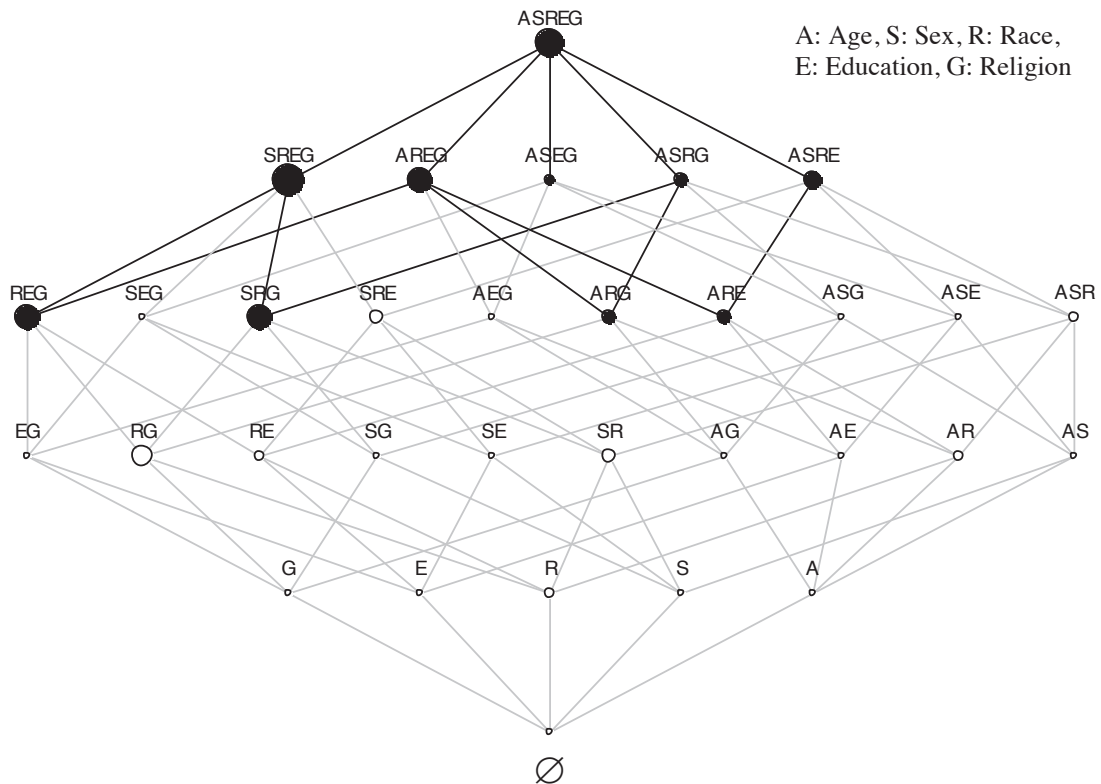 ASREG
A: Age, S: Sex, R: Race,
E: Education, G: Religion
SREG AREG ASEG ASRG ASRE
REG SEG SRG SRE AEG ARG ARE ASG ASE ASR
EG RG RE SG SE SR AG AE AR AS
G E R S A
∅